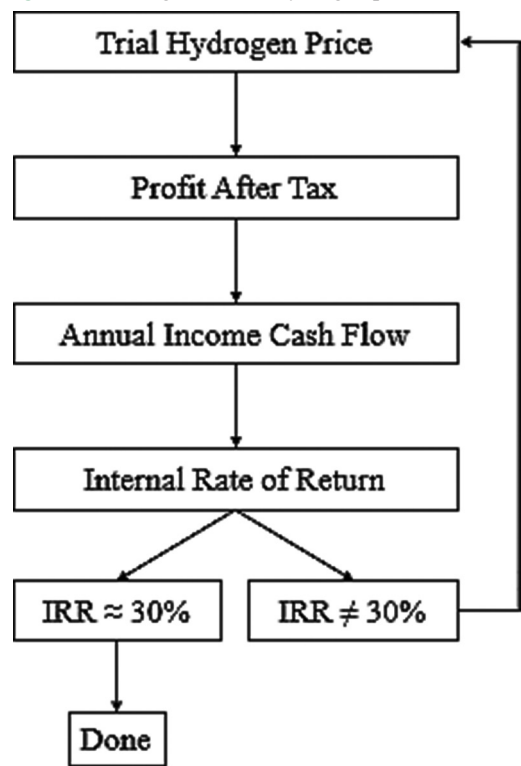 Trial Hydrogen Price
Profit After Tax
Annual Income Cash Flow
Internal Rate of Return
IRR ≈ 30%
IRR ≠ 30%
Done